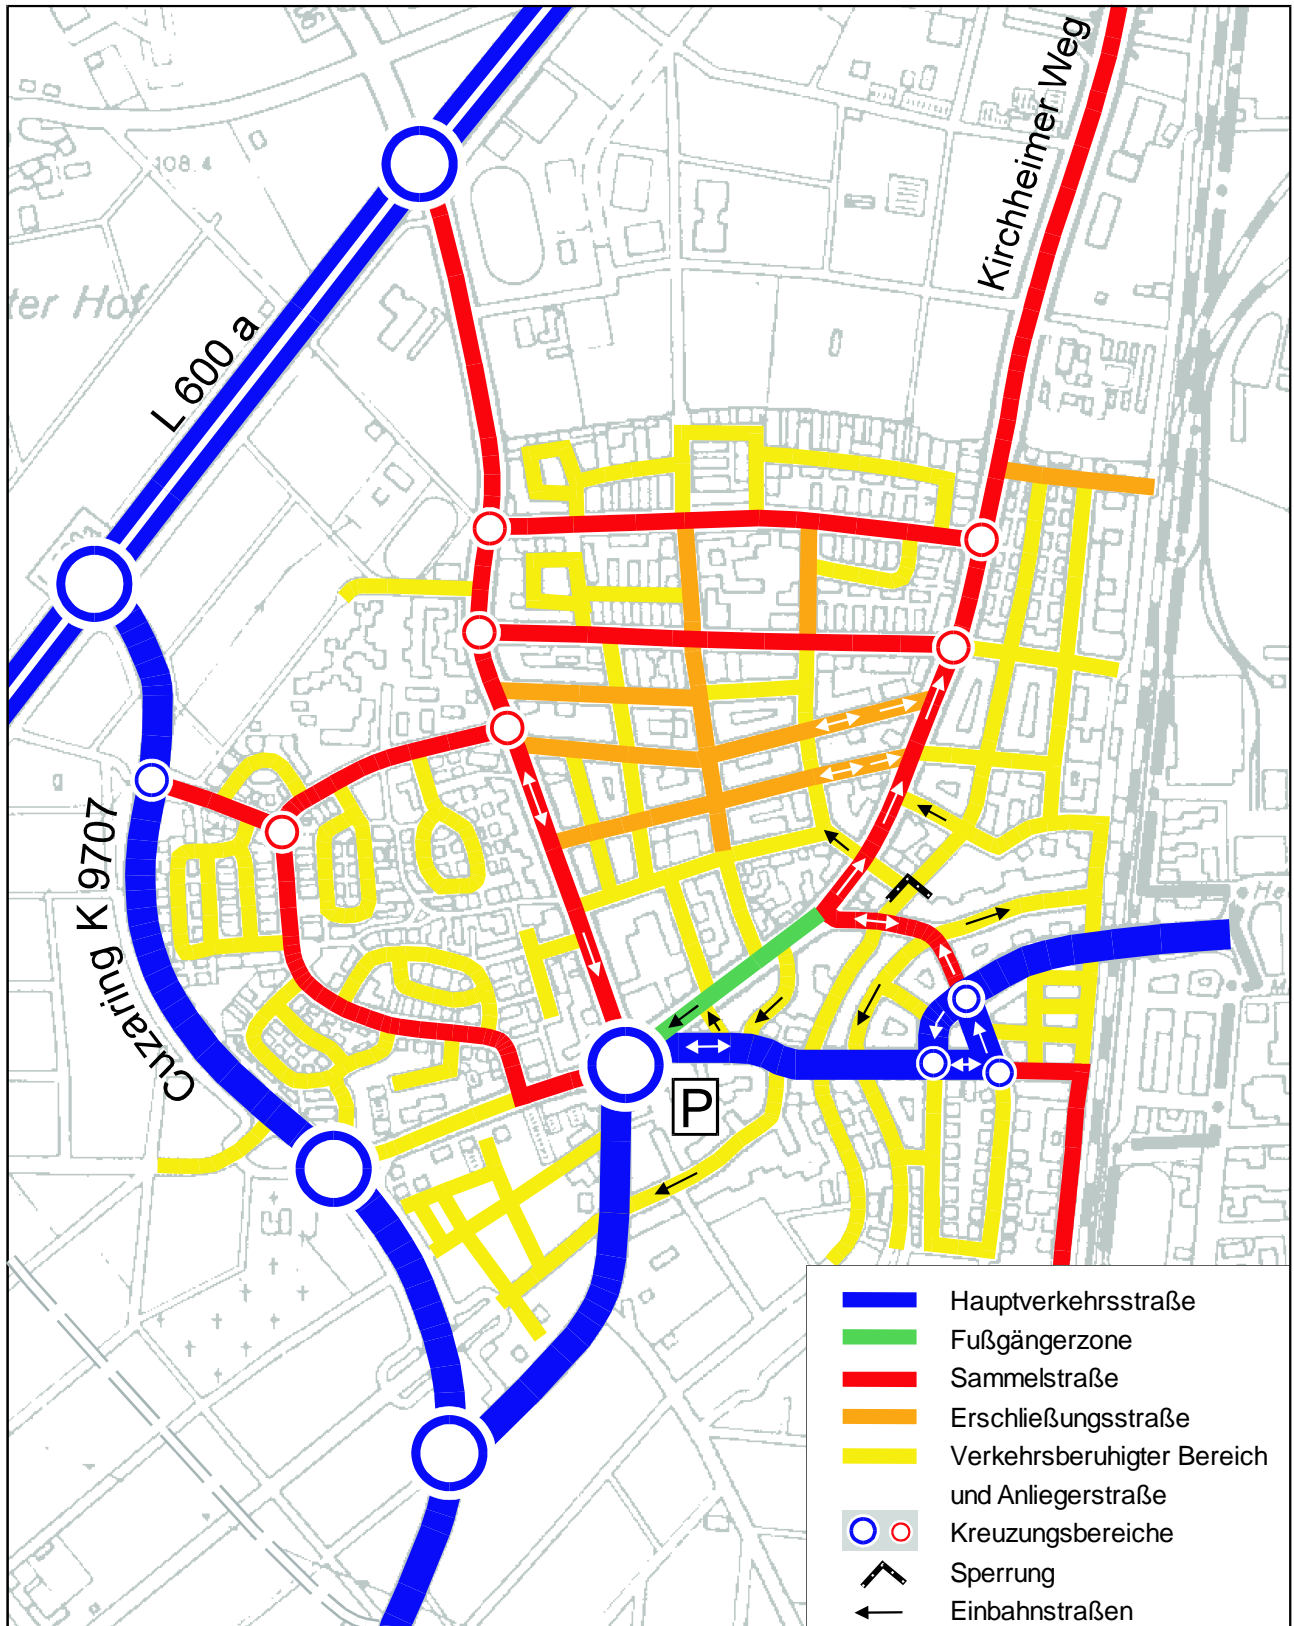 Kirchheimer Weg
108.4
ter Hof
L 600 a
Cuzaring K 9707
P
Hauptverkehrsstraße
Fußgängerzone
Sammelstraße
Erschließungsstraße
Verkehrsberuhigter Bereich
und Anliegerstraße
Kreuzungsbereiche
Sperrung
Einbahnstraßen